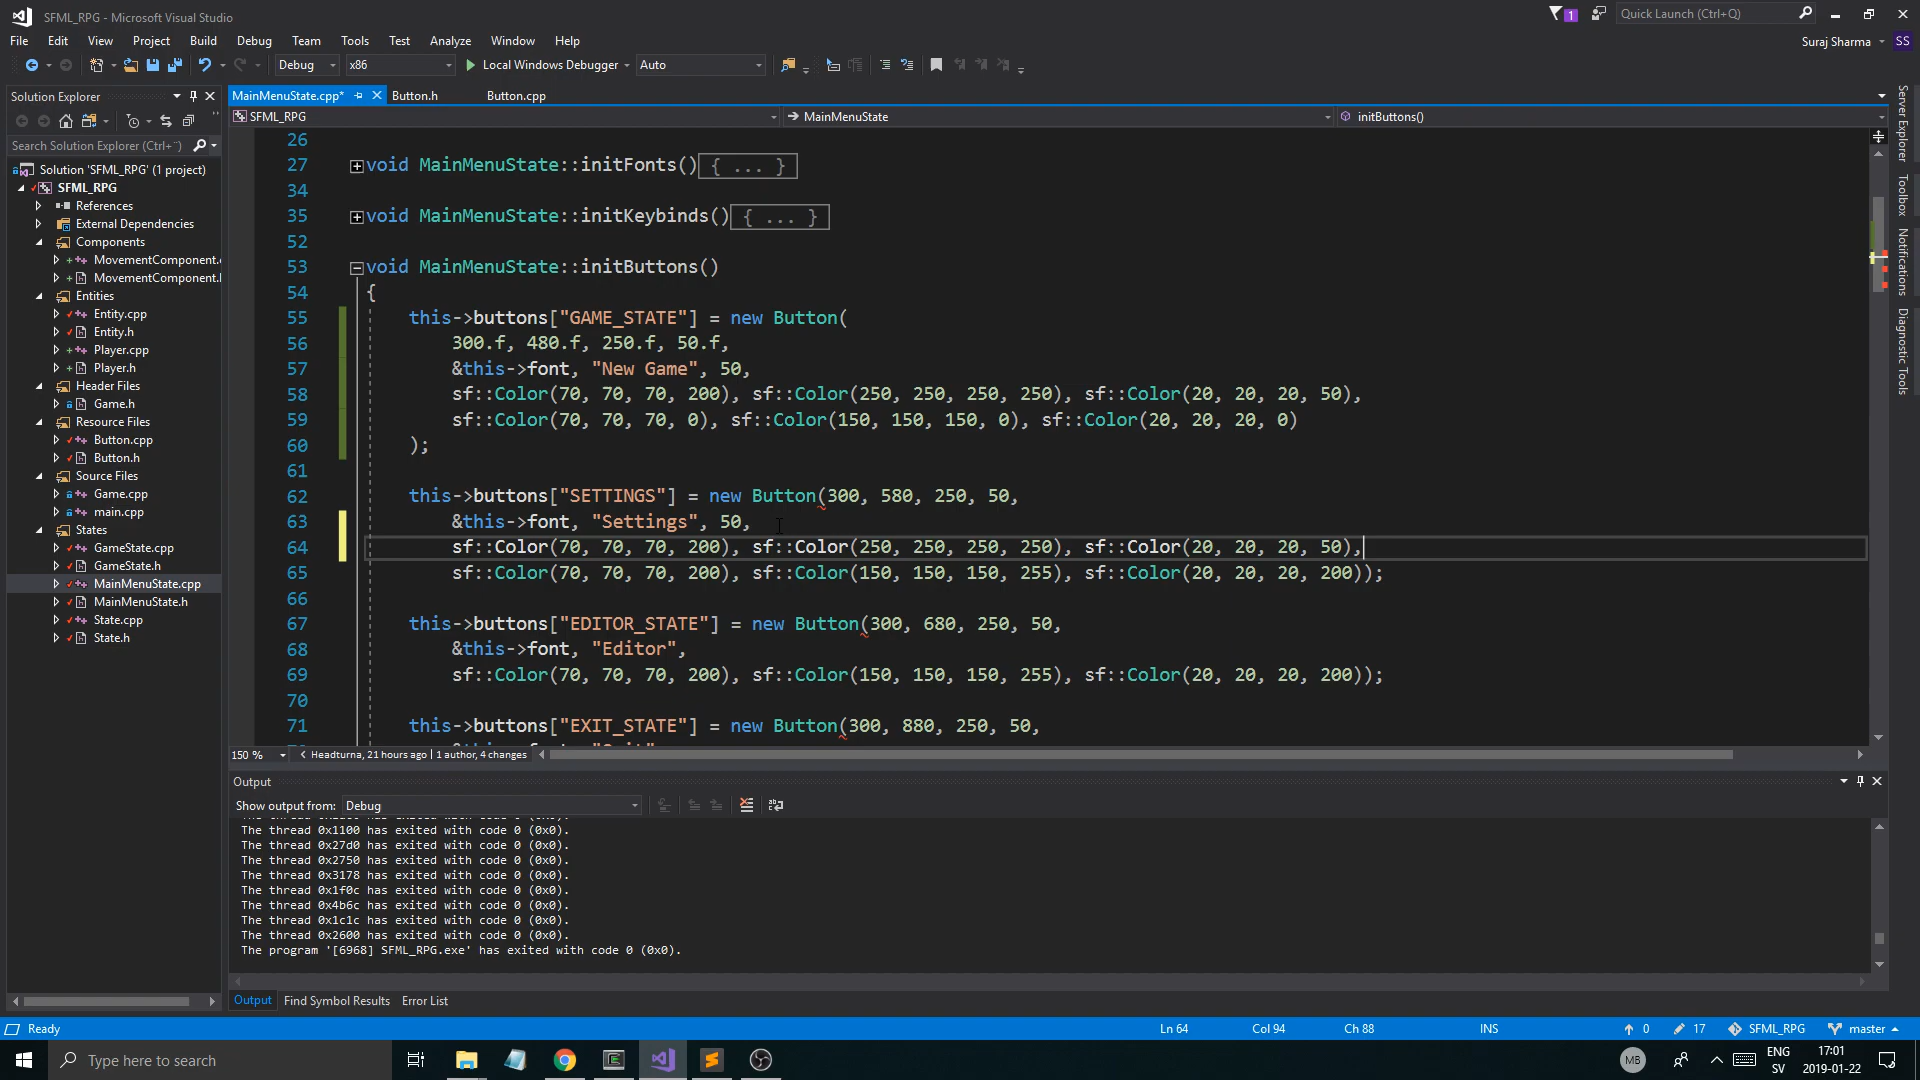 SFML_RPG - Microsoft Visual Studio
1
Quick Launch (Ctrl+Q)
File Edit View Project Build Debug Team Tools Test Analyze Window Help
Suraj Sharma SS
Debug x86 Local Windows Debugger Auto
Solution Explorer
MainMenuState.cpp* Button.h Button.cpp
SFML_RPG MainMenuState initButtons()
Search Solution Explorer (Ctrl+¨)
Solution 'SFML_RPG' (1 project)
SFML_RPG
References
External Dependencies
Components
MovementComponent.
MovementComponent.
Entities
Entity.cpp
Entity.h
Player.cpp
Player.h
Header Files
Game.h
Resource Files
Button.cpp
Button.h
Source Files
Game.cpp
main.cpp
States
GameState.cpp
GameState.h
MainMenuState.cpp
MainMenuState.h
State.cpp
State.h
26
27 void MainMenuState::initFonts() { ... }
34
35 void MainMenuState::initKeybinds() { ... }
52
53 void MainMenuState::initButtons()
54 {
55 this->buttons["GAME_STATE"] = new Button(
56 300.f, 480.f, 250.f, 50.f,
57 &this->font, "New Game", 50,
58 sf::Color(70, 70, 70, 200), sf::Color(250, 250, 250, 250), sf::Color(20, 20, 20, 50),
59 sf::Color(70, 70, 70, 0), sf::Color(150, 150, 150, 0), sf::Color(20, 20, 20, 0)
60 );
61
62 this->buttons["SETTINGS"] = new Button(300, 580, 250, 50,
63 &this->font, "Settings", 50,
64 sf::Color(70, 70, 70, 200), sf::Color(250, 250, 250, 250), sf::Color(20, 20, 20, 50),
65 sf::Color(70, 70, 70, 200), sf::Color(150, 150, 150, 255), sf::Color(20, 20, 20, 200));
66
67 this->buttons["EDITOR_STATE"] = new Button(300, 680, 250, 50,
68 &this->font, "Editor",
69 sf::Color(70, 70, 70, 200), sf::Color(150, 150, 150, 255), sf::Color(20, 20, 20, 200));
70
71 this->buttons["EXIT_STATE"] = new Button(300, 880, 250, 50,
150 % Headturna, 21 hours ago | 1 author, 4 changes
Output
Show output from: Debug
The thread 0x1100 has exited with code 0 (0x0).
The thread 0x27d0 has exited with code 0 (0x0).
The thread 0x2750 has exited with code 0 (0x0).
The thread 0x3178 has exited with code 0 (0x0).
The thread 0x1f0c has exited with code 0 (0x0).
The thread 0x4b6c has exited with code 0 (0x0).
The thread 0x1c1c has exited with code 0 (0x0).
The thread 0x2600 has exited with code 0 (0x0).
The program '[6968] SFML_RPG.exe' has exited with code 0 (0x0).
Output Find Symbol Results Error List
Server Explorer
Toolbox
Notifications
Diagnostic Tools
Ready Ln 64 Col 94 Ch 88 INS 0 17 SFML_RPG master
Type here to search
MB
ENG
SV
17:01
2019-01-22